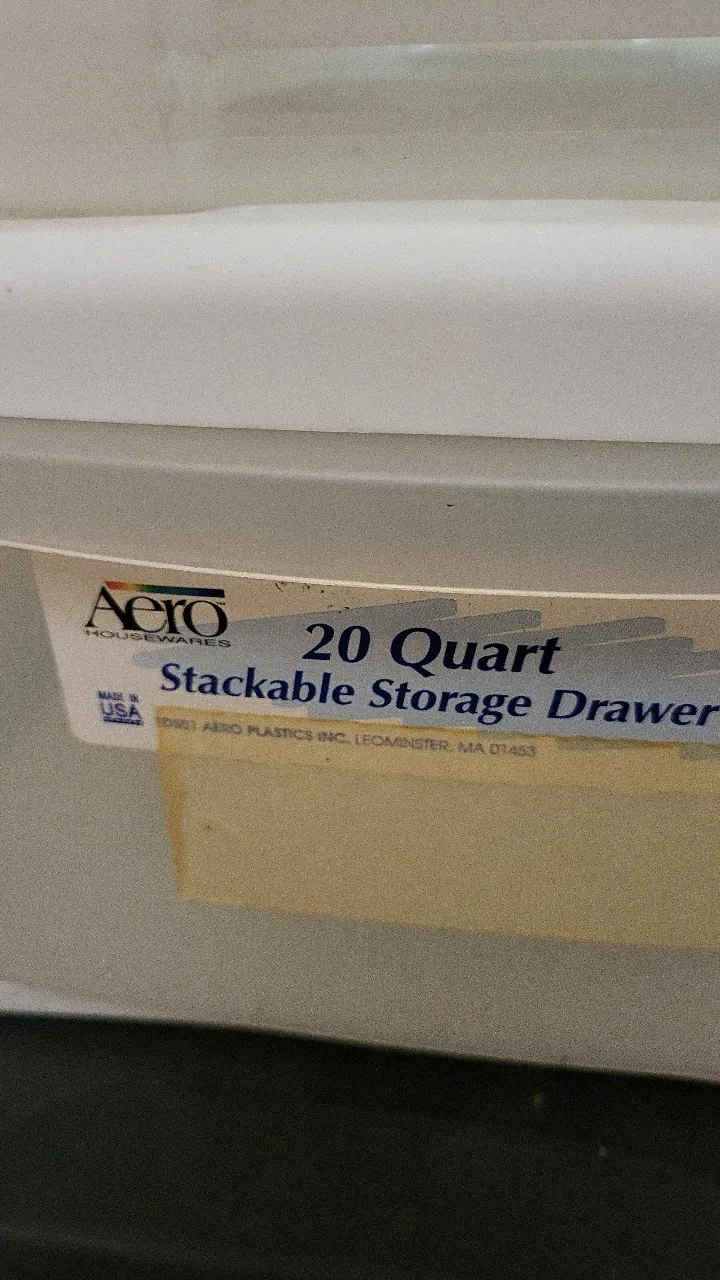 Aero
HOUSEWARES
20 Quart
Stackable Storage Drawer
MADE IN
USA
AERO PLASTICS INC. LEOMINSTER, MA 01453